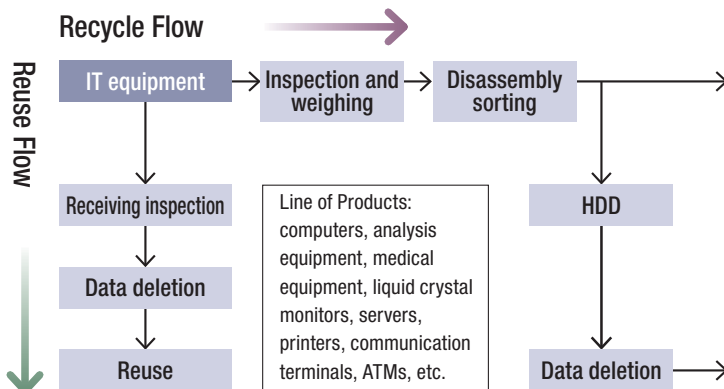 Recycle Flow
Reuse Flow
IT equipment
Inspection and
weighing
Disassembly
sorting
Receiving inspection
Data deletion
Reuse
Line of Products:
computers, analysis
equipment, medical
equipment, liquid crystal
monitors, servers,
printers, communication
terminals, ATMs, etc.
HDD
Data deletion